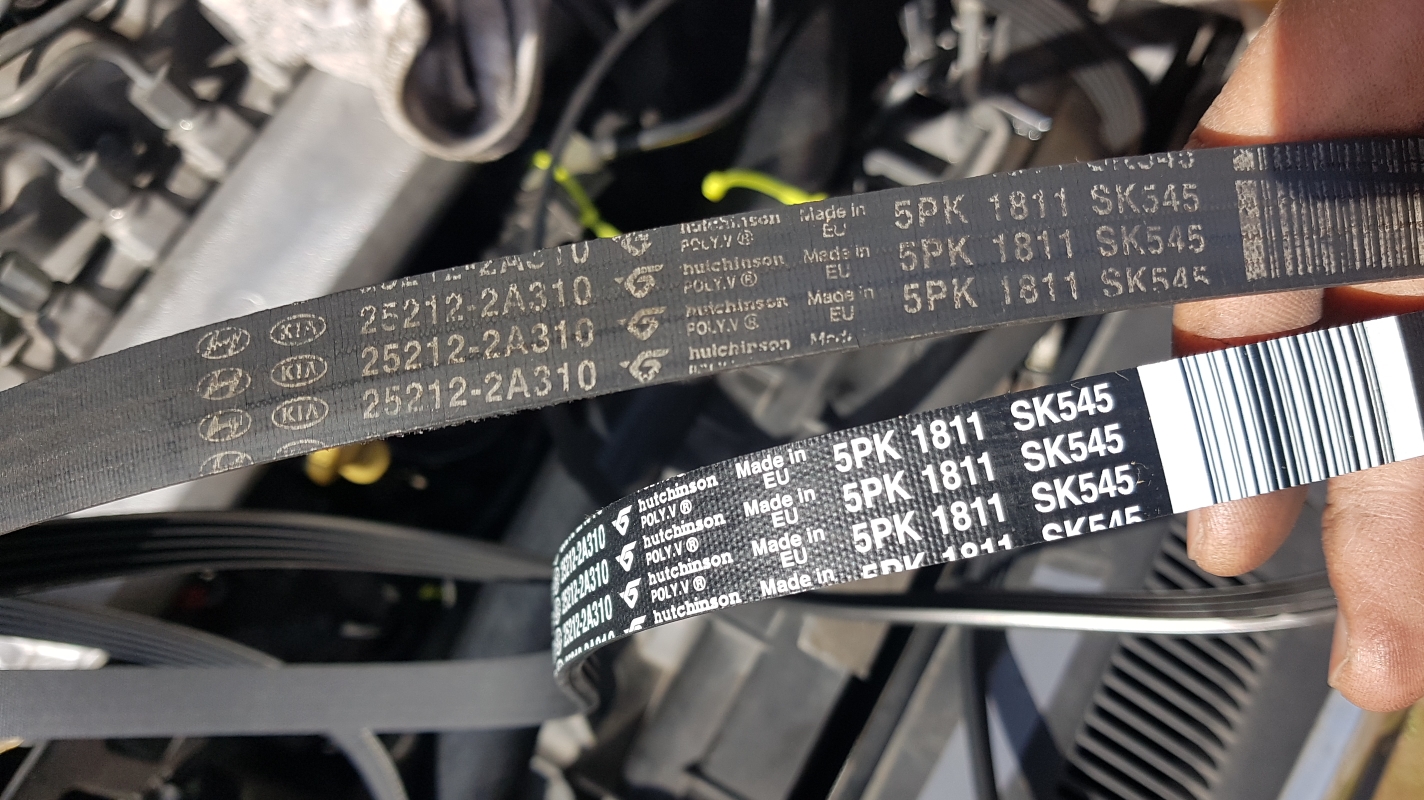 hutchinson Made in SK545
POLY.V ® EU 5PK 1811 SK545
KIA 25212-2A310 hutchinson Made in 5PK 1811 SK545
POLY.V ® EU
KIA 25212-2A310 hutchinson Made in 5PK 1811 SK545
POLY.V ® EU
KIA 25212-2A310 hutchinson Made
25212-2A310 hutchinson Made in 5PK 1811 SK545
POLY.V ® EU
25212-2A310 hutchinson Made in 5PK 1811 SK545
POLY.V ® EU
25212-2A310 hutchinson Made in 5PK 1811 SK545
POLY.V ® EU
hutchinson Made in 5PK 1811 SK545